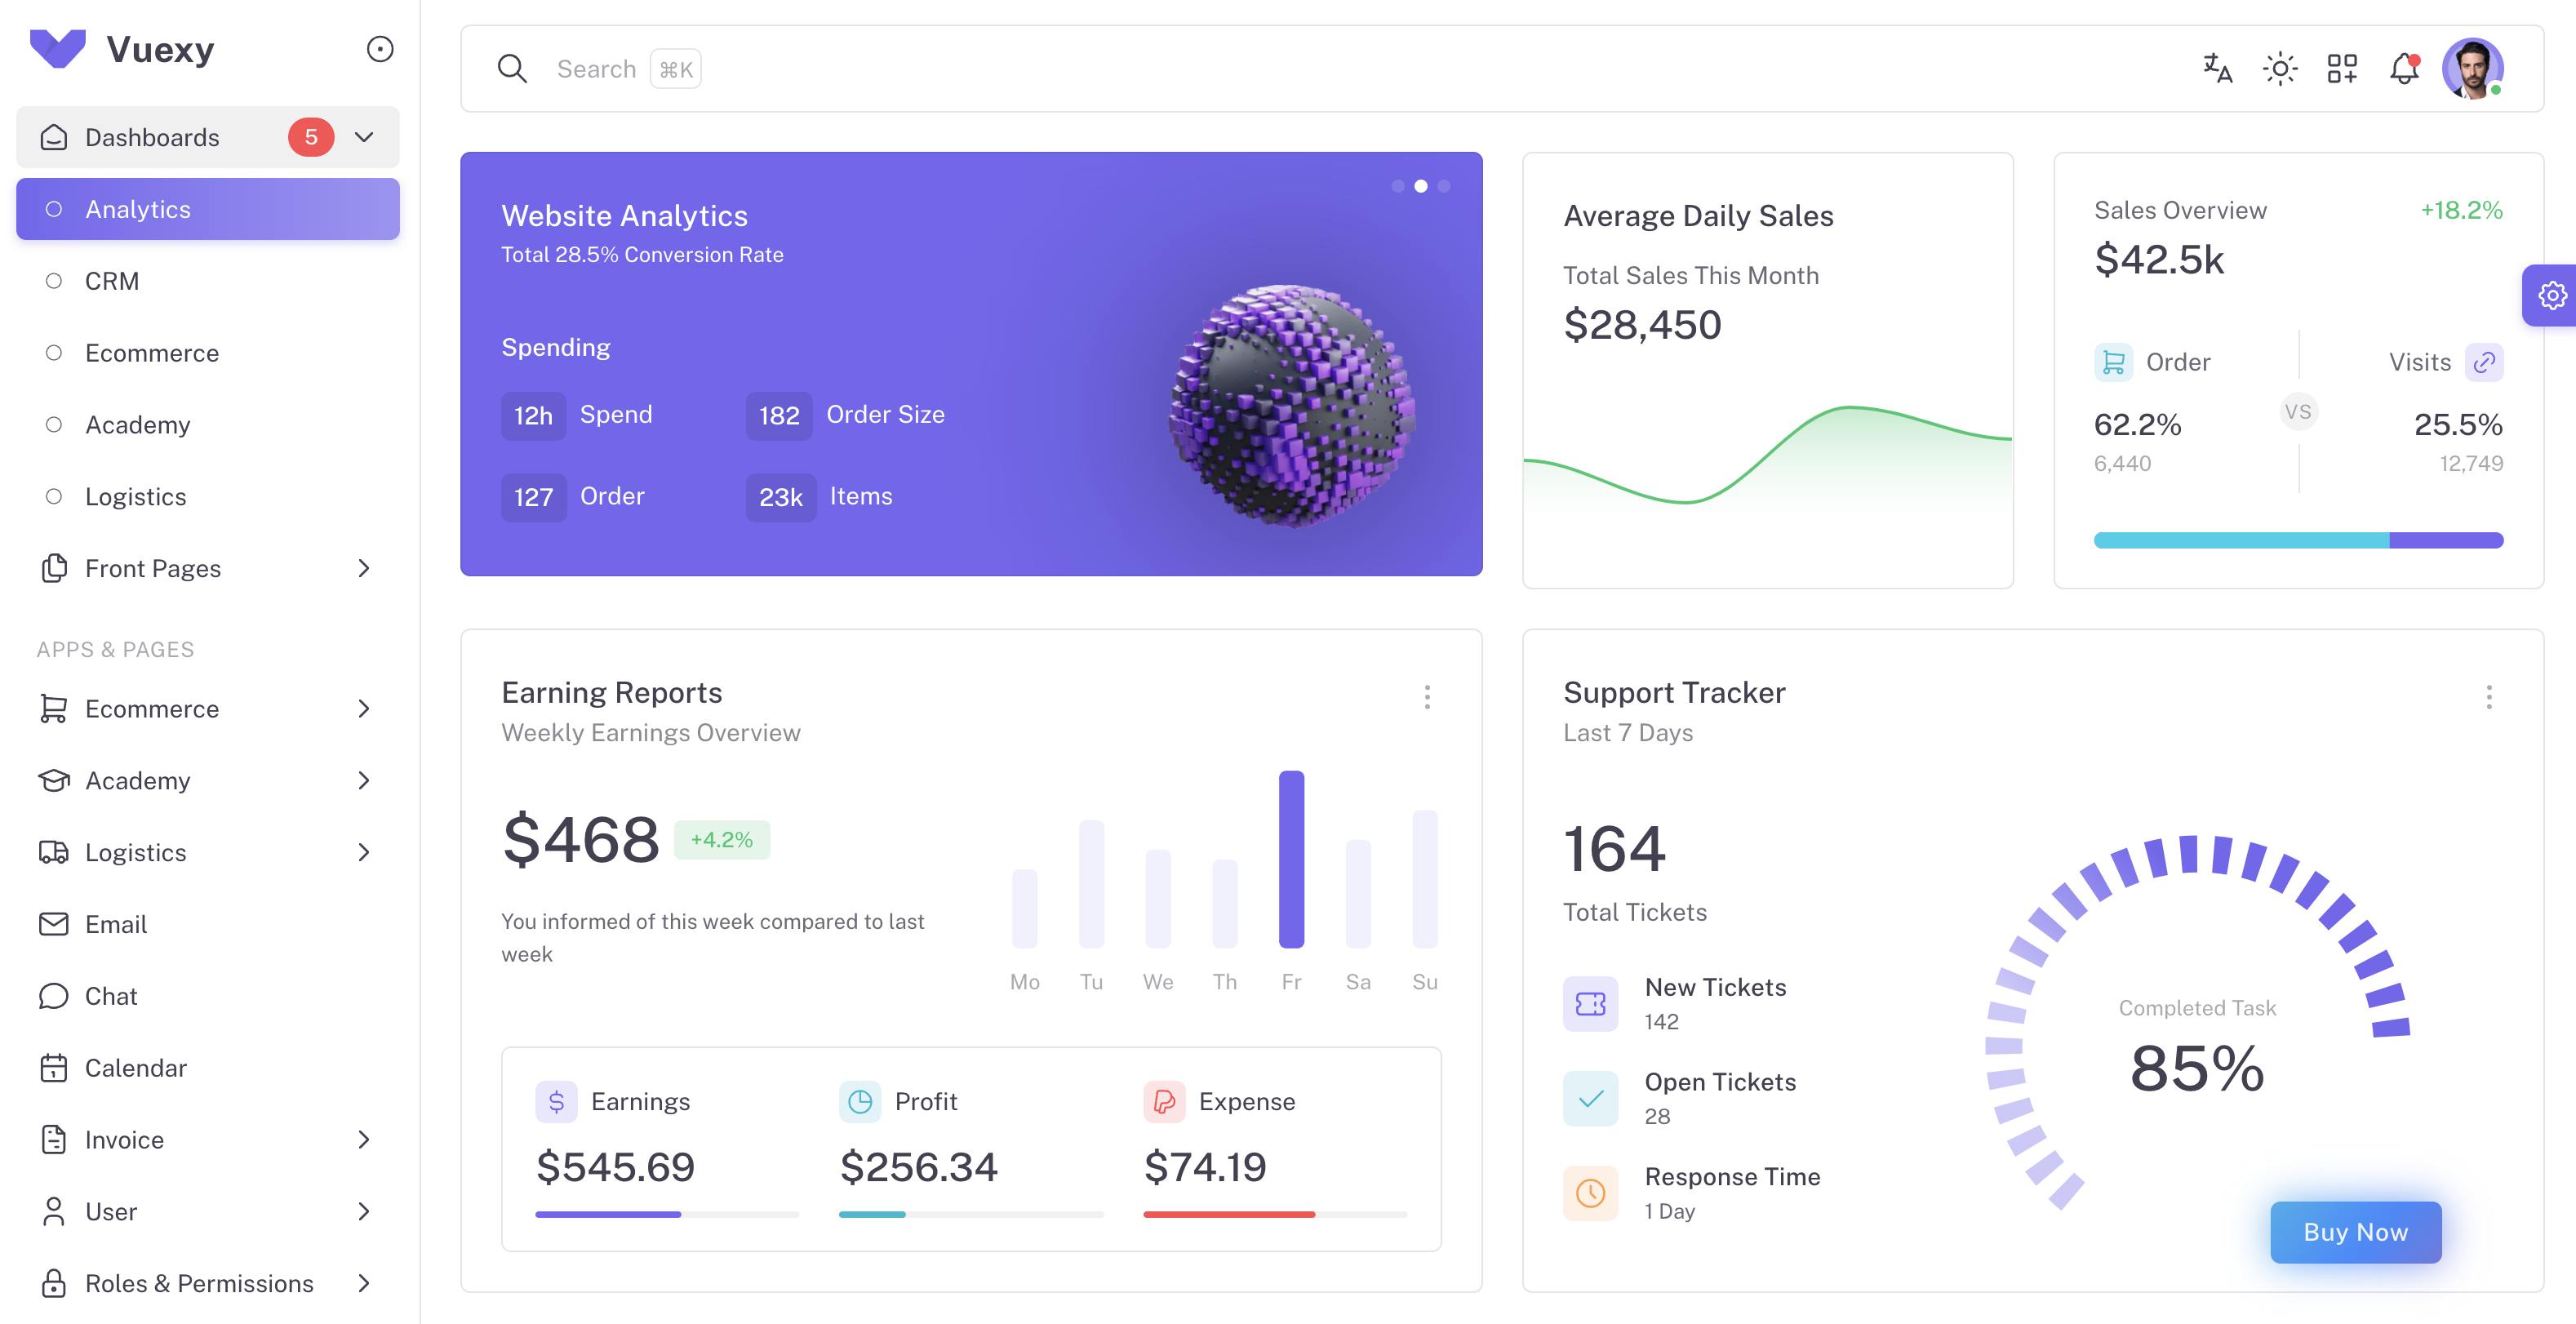 Vuexy
Dashboards 5
Analytics
CRM
Ecommerce
Academy
Logistics
Front Pages
APPS & PAGES
Ecommerce
Academy
Logistics
Email
Chat
Calendar
Invoice
User
Roles & Permissions
Search ⌘K
Website Analytics
Total 28.5% Conversion Rate
Spending
12h Spend
182 Order Size
127 Order
23k Items
Average Daily Sales
Total Sales This Month
$28,450
Sales Overview +18.2%
$42.5k
Order
62.2%
6,440
VS
Visits
25.5%
12,749
Earning Reports
Weekly Earnings Overview
$468 +4.2%
You informed of this week compared to last
week
Mo Tu We Th Fr Sa Su
Earnings
$545.69
Profit
$256.34
Expense
$74.19
Support Tracker
Last 7 Days
164
Total Tickets
New Tickets
142
Open Tickets
28
Response Time
1 Day
Completed Task
85%
Buy Now